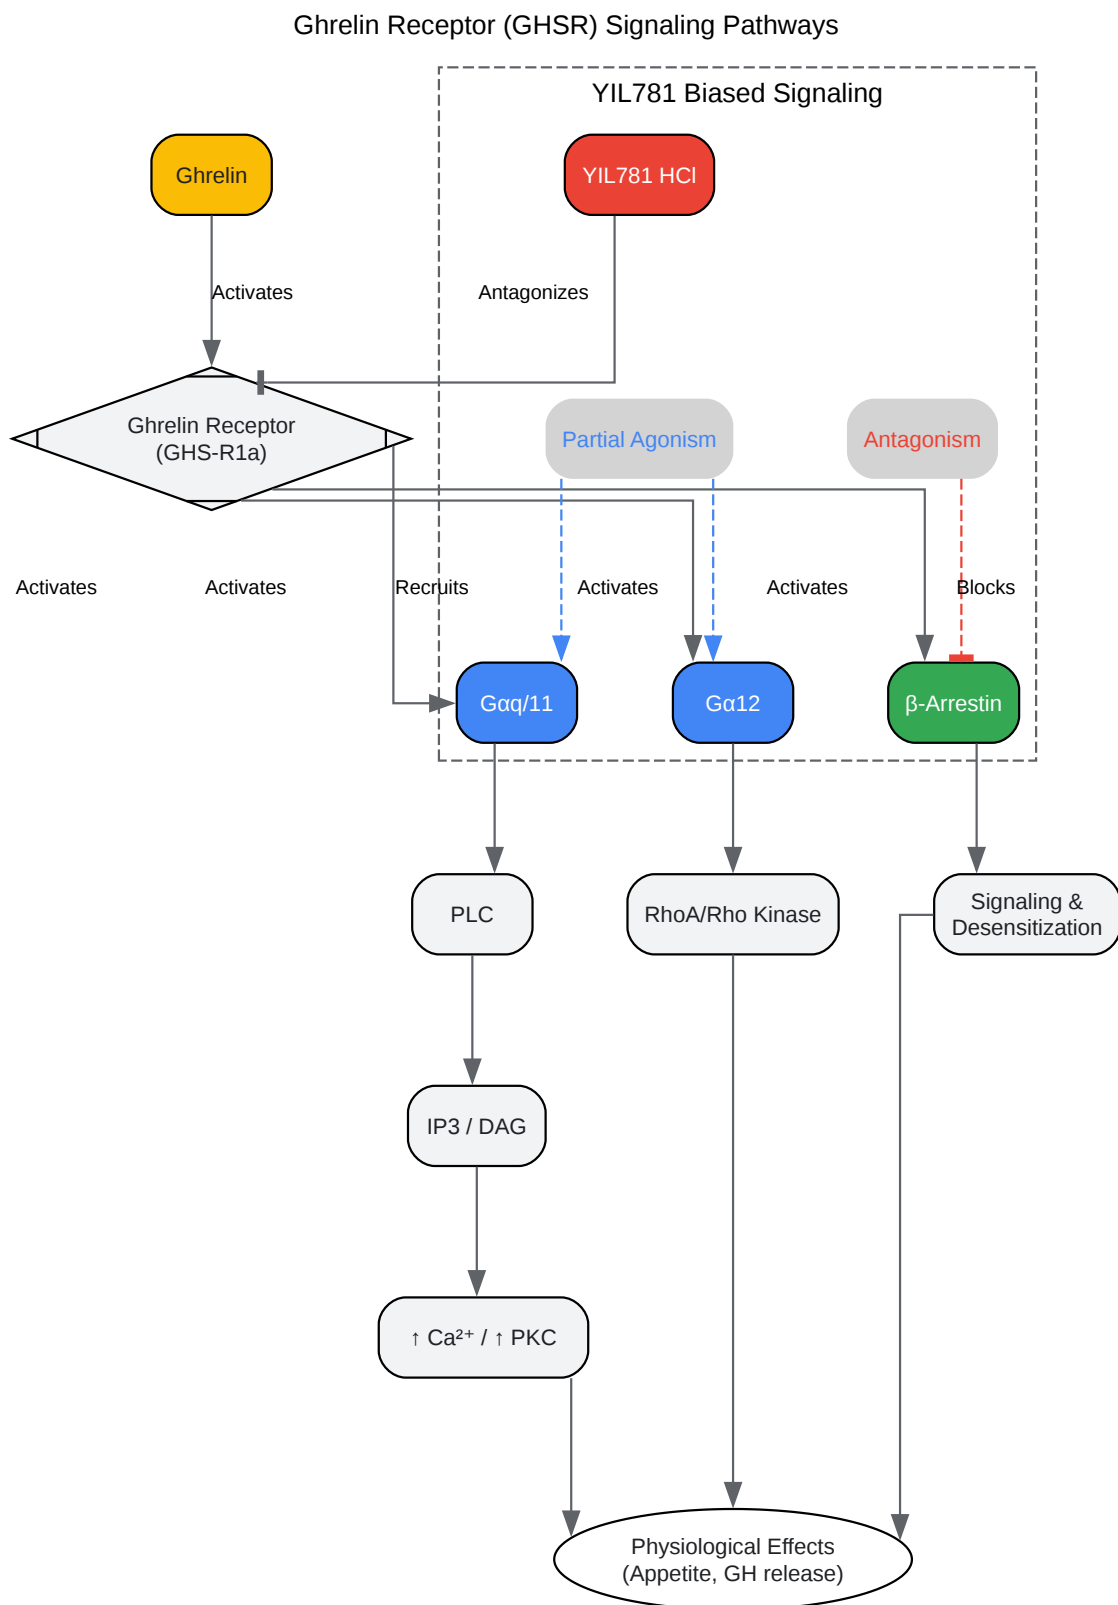 Ghrelin Receptor (GHSR) Signaling Pathways
YIL781 Biased Signaling
Ghrelin
YIL781 HCl
Activates
Antagonizes
Ghrelin Receptor
(GHS-R1a)
Partial Agonism
Antagonism
Activates
Activates
Recruits
Activates
Activates
Blocks
Gαq/11
Gα12
β-Arrestin
PLC
RhoA/Rho Kinase
Signaling &
Desensitization
IP3 / DAG
↑ Ca²⁺ / ↑ PKC
Physiological Effects
(Appetite, GH release)